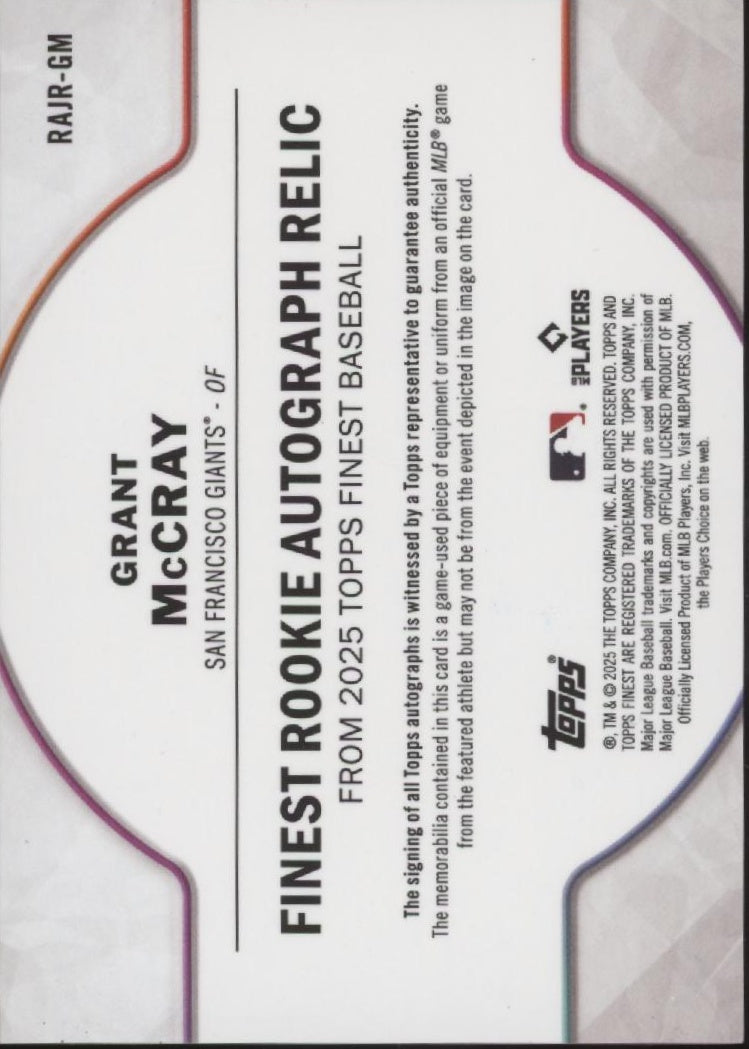 RAJR-GM
GRANT
McCRAY
SAN FRANCISCO GIANTS® - OF
FINEST ROOKIE AUTOGRAPH RELIC
FROM 2025 TOPPS FINEST BASEBALL
The signing of all Topps autographs is witnessed by a Topps representative to guarantee authenticity.
The memorabilia contained in this card is a game-used piece of equipment or uniform from an official MLB® game
from the featured athlete but may not be from the event depicted in the image on the card.
topps®
MLB PLAYERS
®, TM & © 2025 THE TOPPS COMPANY, INC. ALL RIGHTS RESERVED. TOPPS AND
TOPPS FINEST ARE REGISTERED TRADEMARKS OF THE TOPPS COMPANY, INC.
Major League Baseball trademarks and copyrights are used with permission of
Major League Baseball. Visit MLB.com. OFFICIALLY LICENSED PRODUCT OF MLB.
Officially Licensed Product of MLB Players, Inc. Visit MLBPLAYERS.COM,
the Players Choice on the web.